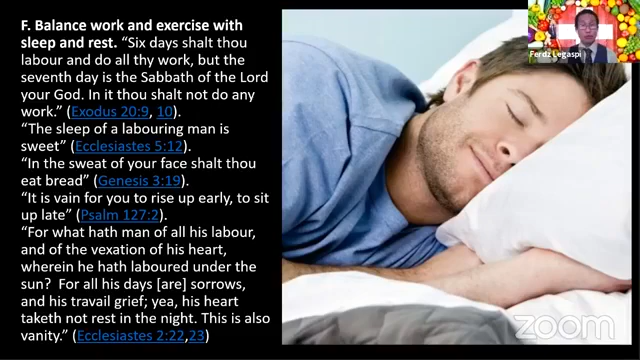 F. Balance work and exercise with
sleep and rest. “Six days shalt thou
labour and do all thy work, but the
seventh day is the Sabbath of the Lord
your God. In it thou shalt not do any
work.” (Exodus 20:9, 10).
“The sleep of a labouring man is
sweet” (Ecclesiastes 5:12).
“In the sweat of your face shalt thou
eat bread” (Genesis 3:19).
“It is vain for you to rise up early, to sit
up late” (Psalm 127:2).
“For what hath man of all his labour,
and of the vexation of his heart,
wherein he hath laboured under the
sun?  For all his days [are] sorrows,
and his travail grief; yea, his heart
taketh not rest in the night. This is also
vanity.” (Ecclesiastes 2:22,23)
Ferdz Legaspi
zoom